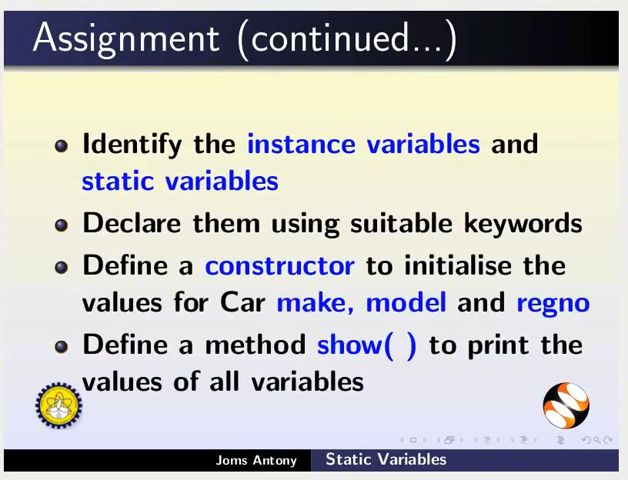 Assignment (continued...)
Identify the instance variables and
static variables
Declare them using suitable keywords
Define a constructor to initialise the
values for Car make, model and regno
Define a method show( ) to print the
values of all variables
Joms Antony Static Variables